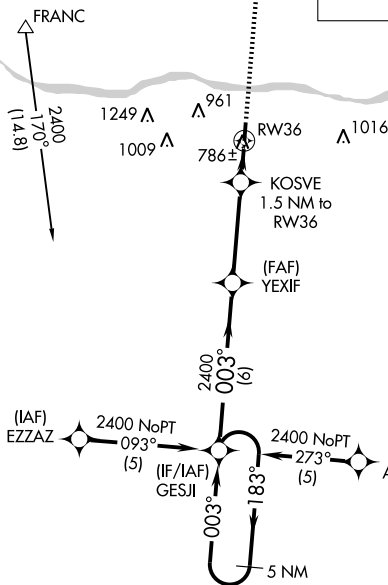 FRANC
2400
170°
(14.8)
1249
961
1009
RW36
1016
786±
KOSVE
1.5 NM to
RW36
(FAF)
YEXIF
2400
003°
(6)
(IAF)
EZZAZ
2400 NoPT
093°
(5)
(IF/IAF)
GESJI
2400 NoPT
273°
(5)
A
003°
183°
5 NM